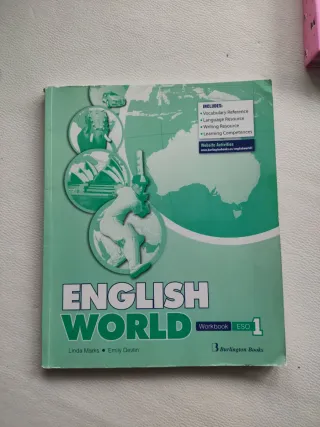 INCLUDES:
• Vocabulary Reference
• Language Resource
• Writing Resource
• Learning Competences
Website Activities
ENGLISH
WORLD
Workbook ESO 1
Linda Marks • Emily Devlin
Burlington Books